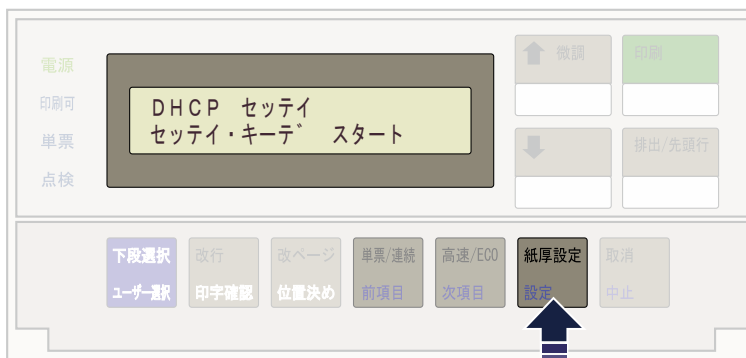 電源
印刷可
単票
点検
DHCP セッテイ
セッテイ・キーデ゛ スタート
微調
印刷
排出/先頭行
下段選択
ユーザー選択
改行
印字確認
改ページ
位置決め
単票/連続
前項目
高速/ECO
次項目
紙厚設定
設定
取消
中止